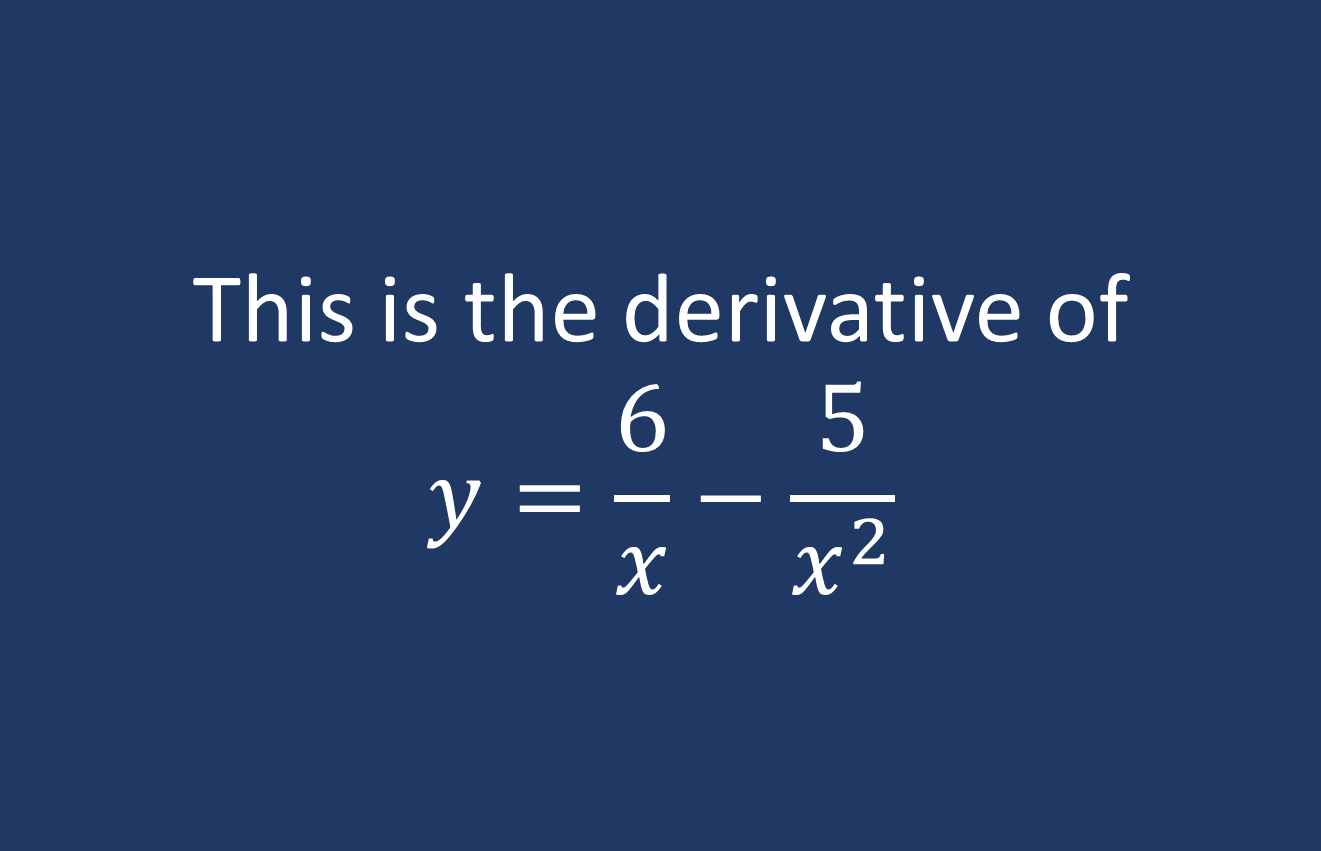 This is the derivative of
y = 6/x − 5/x²